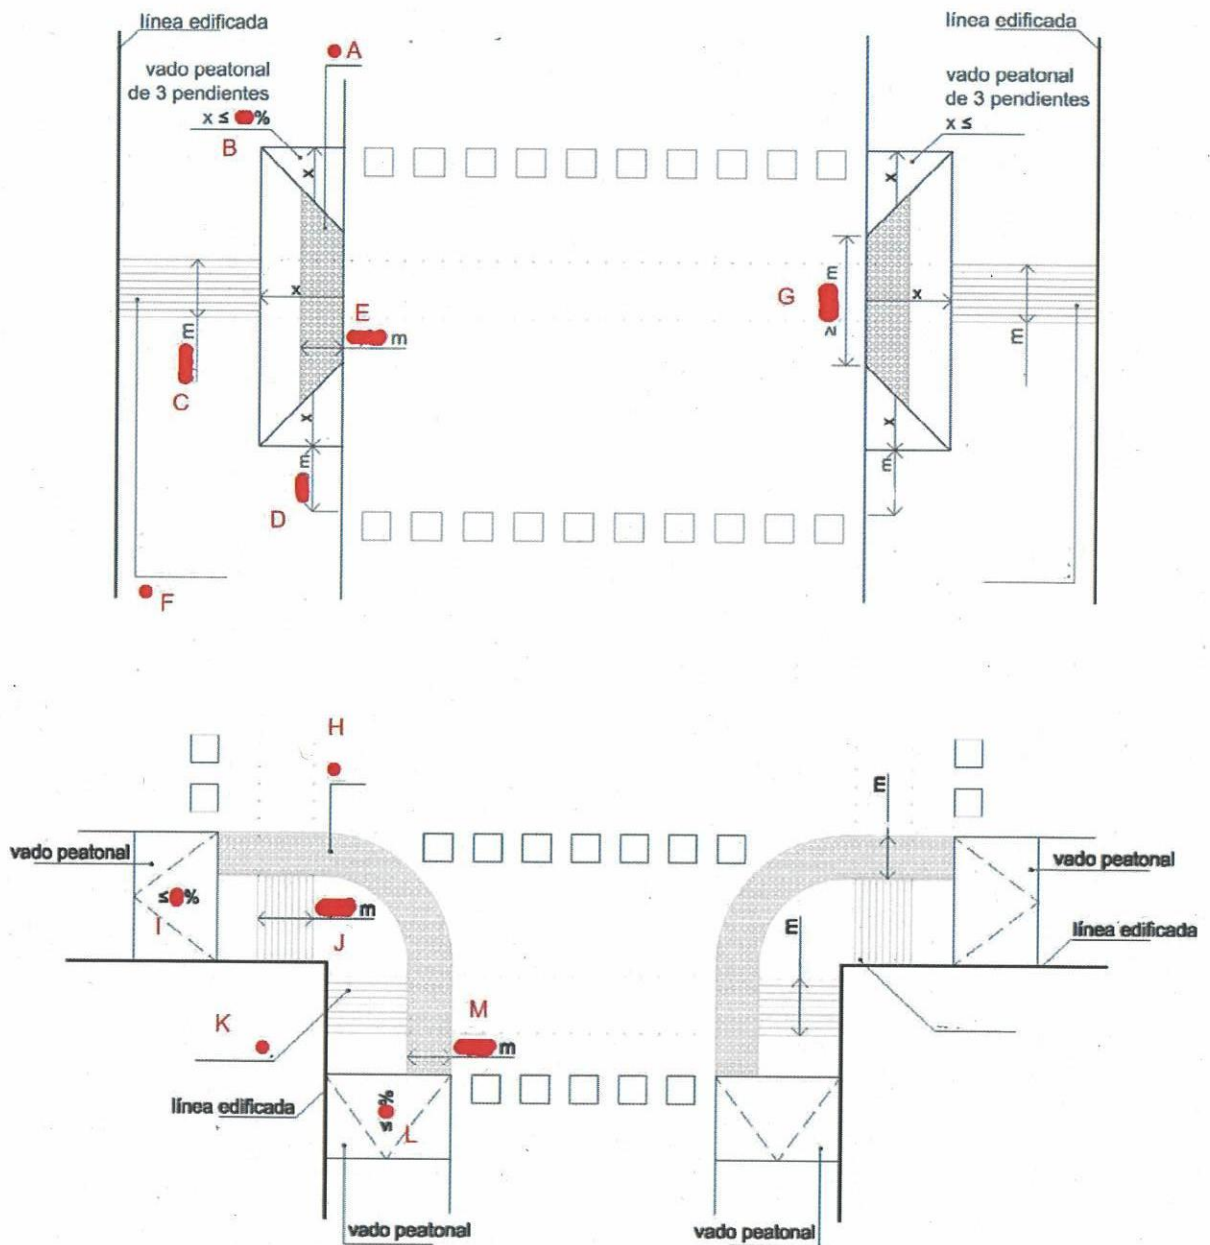 línea edificada
línea edificada
A
vado peatonal
de 3 pendientes
x ≤ %
vado peatonal
de 3 pendientes
x ≤
B
x
x
m
x
E
G
m
≥
x
m
m
C
m
x
x
m
D
m
F
H
m
vado peatonal
≤ %
I
m
J
vado peatonal
línea edificada
m
K
M
m
línea edificada
≤ %
L
vado peatonal
vado peatonal